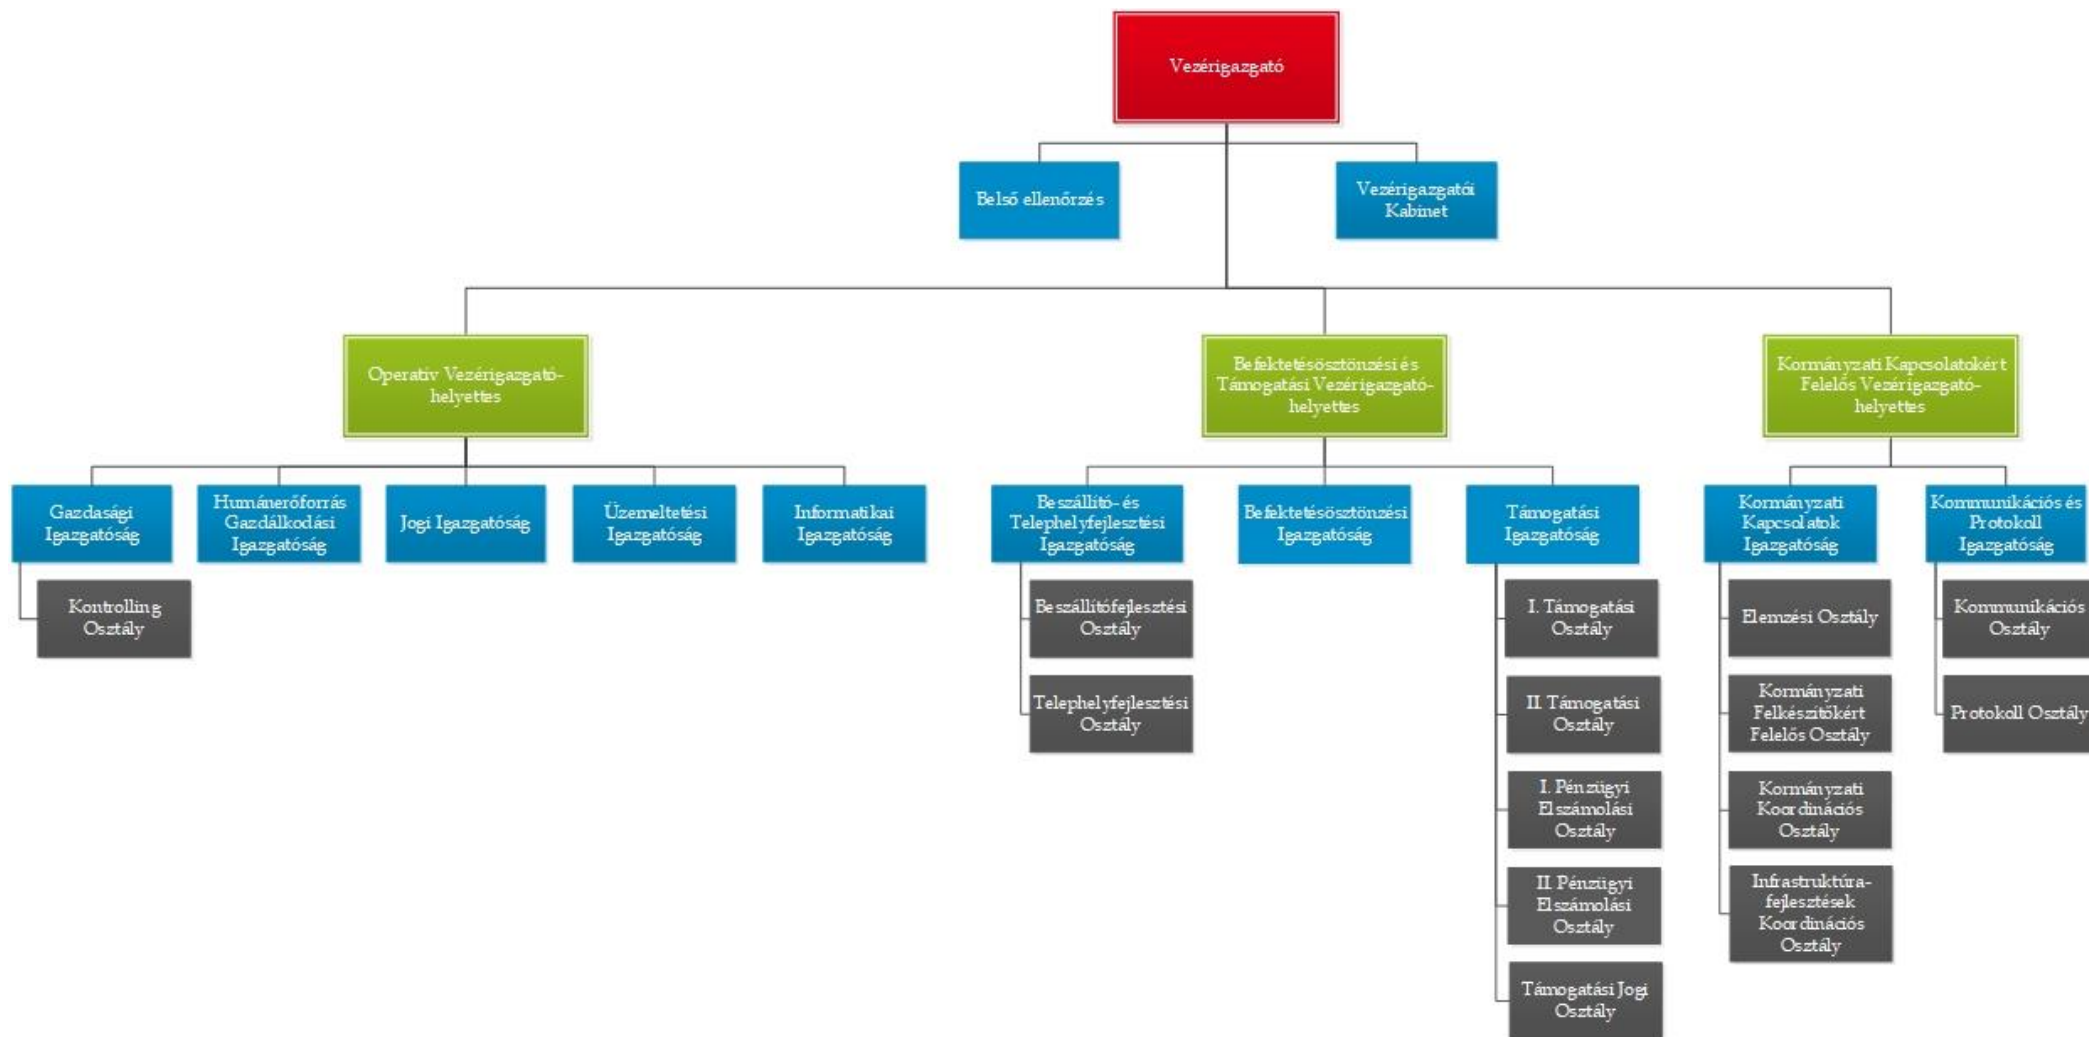 Vezérigazgató
Belső ellenőrzés
Vezérigazgatói
Kabinet
Operatív Vezérigazgató-
helyettes
Befektetésösztönzési és
Támogatási Vezérigazgató-
helyettes
Kormányzati Kapcsolatokért
Felelős Vezérigazgató-
helyettes
Gazdasági
Igazgatóság
Humánerőforrás
Gazdálkodási
Igazgatóság
Jogi Igazgatóság
Üzemeltetési
Igazgatóság
Informatikai
Igazgatóság
Beszállító- és
Telephelyfejlesztési
Igazgatóság
Befektetésösztönzési
Igazgatóság
Támogatási
Igazgatóság
Kormányzati
Kapcsolatok
Igazgatóság
Kommunikációs és
Protokoll
Igazgatóság
Kontrolling
Osztály
Beszállítófejlesztési
Osztály
Telephelyfejlesztési
Osztály
I. Támogatási
Osztály
II. Támogatási
Osztály
I. Pénzügyi
Elszámolási
Osztály
II. Pénzügyi
Elszámolási
Osztály
Támogatási Jogi
Osztály
Elemzési Osztály
Kormányzati
Felkészítőkért
Felelős Osztály
Kormányzati
Koordinációs
Osztály
Infrastruktúra-
fejlesztések
Koordinációs
Osztály
Kommunikációs
Osztály
Protokoll Osztály